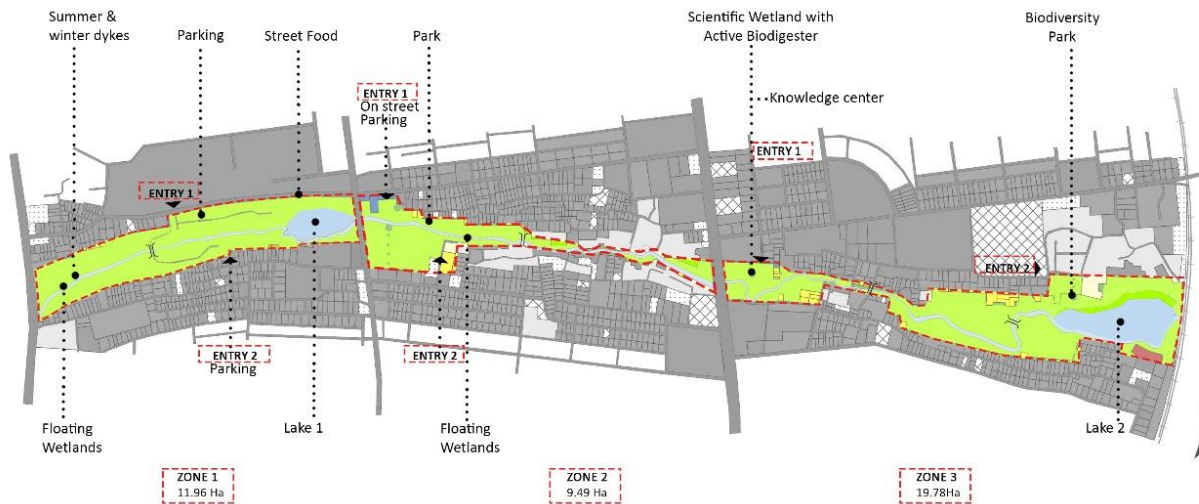 Summer &
winter dykes
Parking
Street Food
Park
Scientific Wetland with
Active Biodigester
Biodiversity
Park
ENTRY 1
On street
Parking
Knowledge center
ENTRY 1
ENTRY 1
ENTRY 2
ENTRY 2
Parking
ENTRY 2
Floating
Wetlands
Lake 1
Floating
Wetlands
Lake 2
ZONE 1
11.96 Ha
ZONE 2
9.49 Ha
ZONE 3
19.78Ha